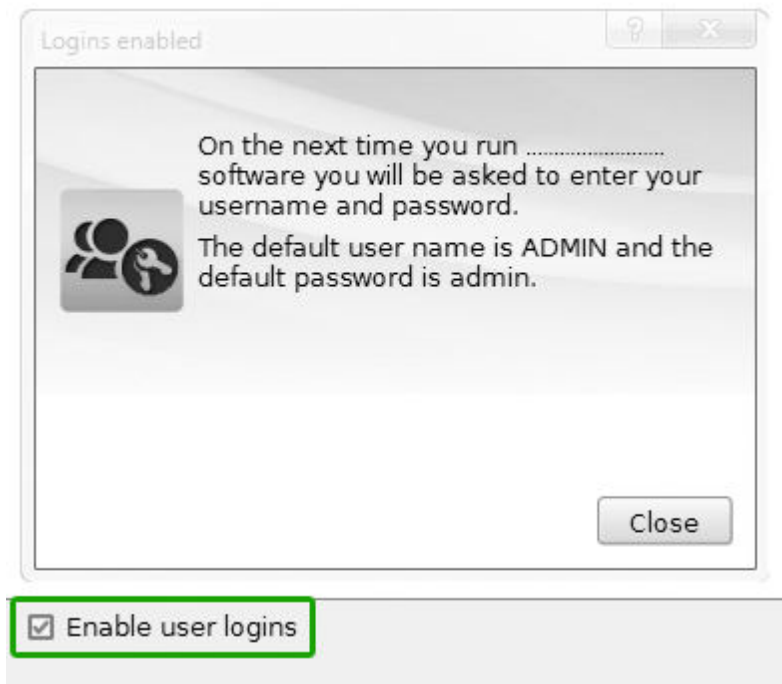 Logins enabled
On the next time you run ........................
software you will be asked to enter your
username and password.
The default user name is ADMIN and the
default password is admin.
Close
Enable user logins